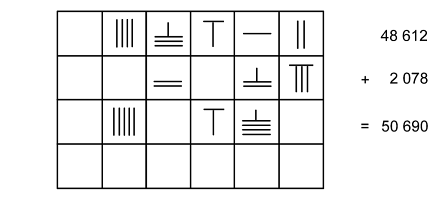 𝍣 𝍰 𝍥 𝍩 𝍡 48 612
𝍪 𝍯 𝍧 + 2 078
𝍤 𝍥 𝍱 = 50 690